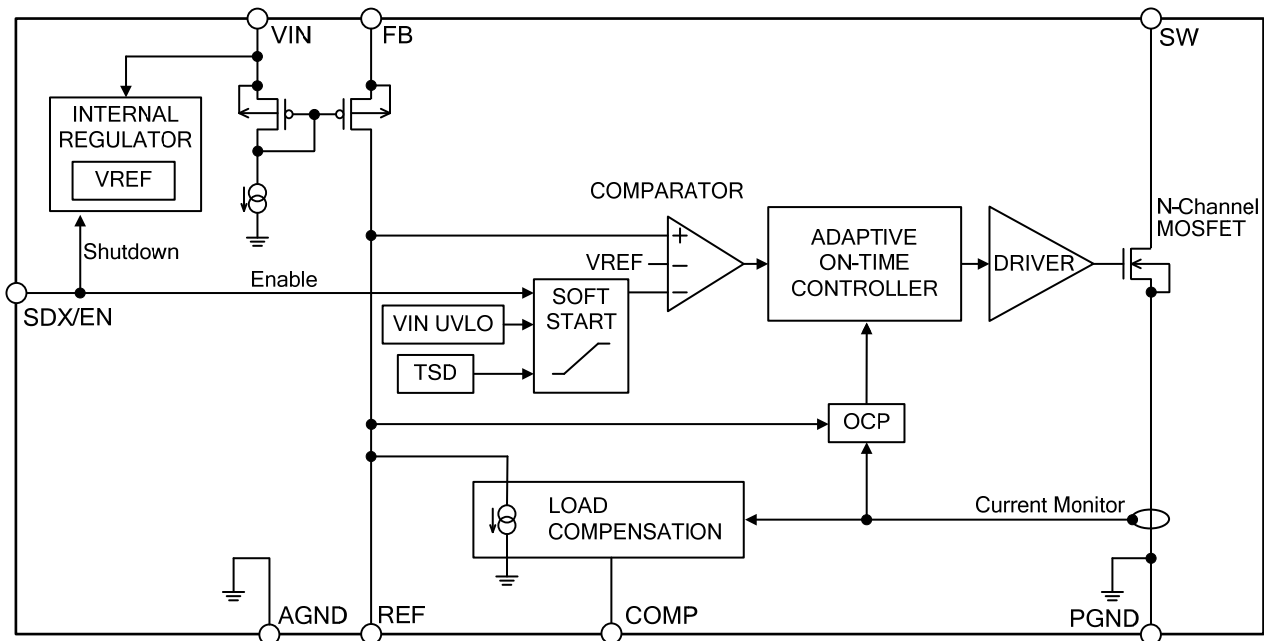 VIN
FB
SW
INTERNAL
REGULATOR
VREF
Shutdown
SDX/EN
Enable
COMPARATOR
+
VREF
−
−
SOFT
START
VIN UVLO
TSD
ADAPTIVE
ON-TIME
CONTROLLER
DRIVER
N-Channel
MOSFET
OCP
LOAD
COMPENSATION
Current Monitor
AGND
REF
COMP
PGND